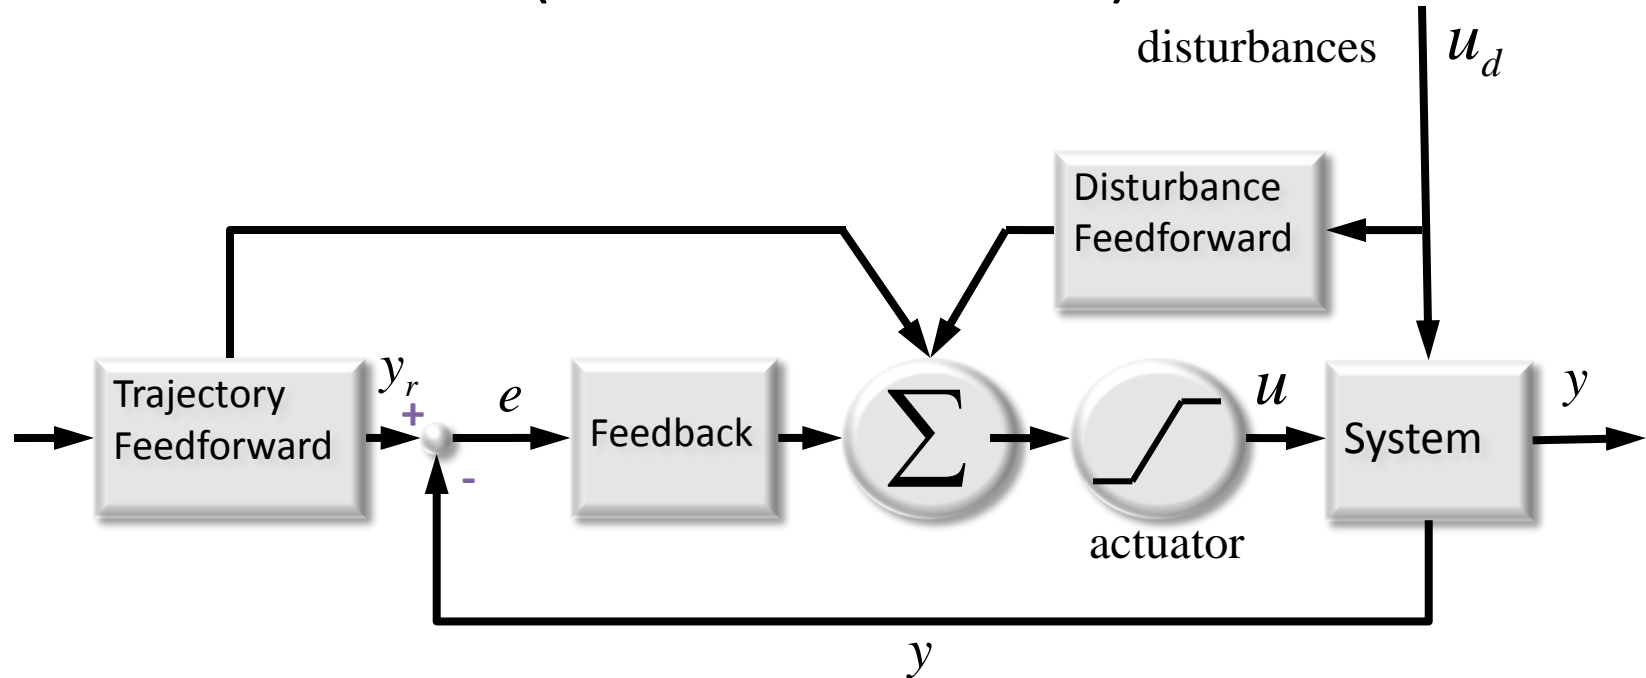 disturbances
u_d
Disturbance
Feedforward
Trajectory
Feedforward
y_r
+
-
e
Feedback
∑
actuator
u
System
y
y